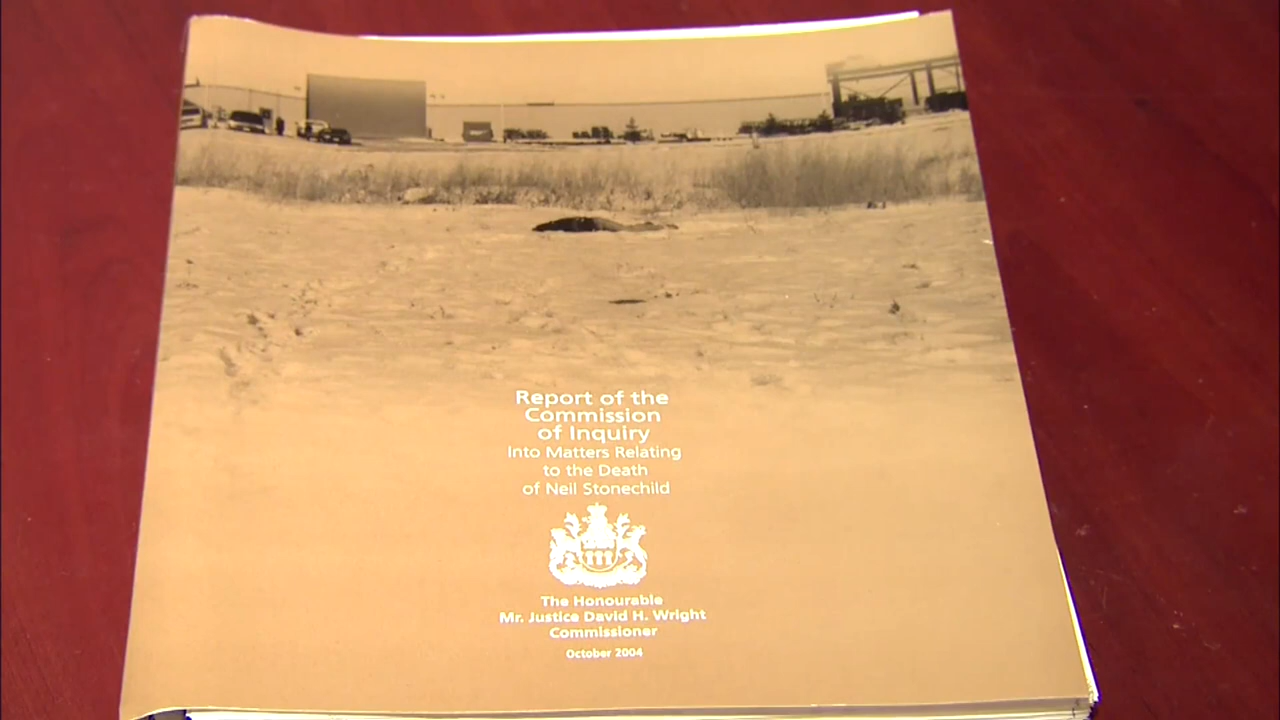 Report of the
Commission
of Inquiry
Into Matters Relating
to the Death
of Neil Stonechild
The Honourable
Mr. Justice David H. Wright
Commissioner
October 2004